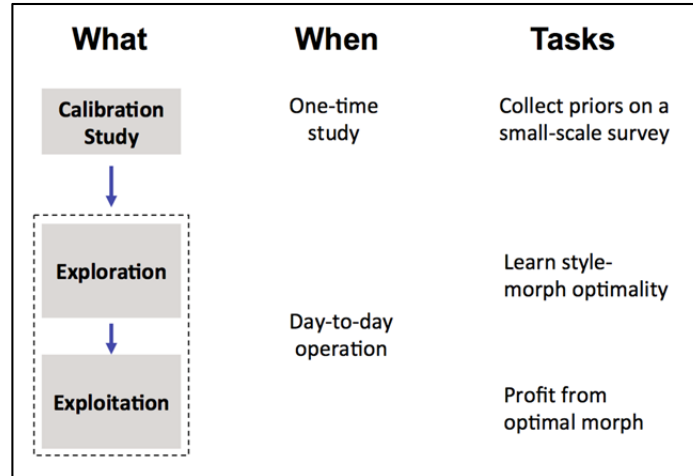 What When Tasks
Calibration
Study
One-time
study
Collect priors on a
small-scale survey
Exploration
Learn style-
morph optimality
Day-to-day
operation
Exploitation
Profit from
optimal morph